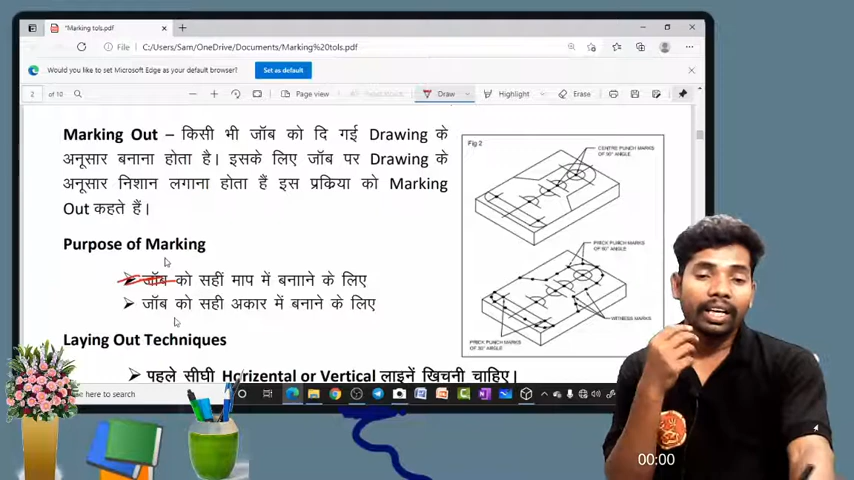 *Marking tols.pdf
File
C:/Users/Sam/OneDrive/Documents/Marking%20tols.pdf
Would you like to set Microsoft Edge as your default browser?
Set as default
2 of 10
Page view
Read aloud
Draw
Highlight
Erase
Marking Out – किसी भी जॉब को दि गई Drawing के
अनूसार बनाना होता है। इसके लिए जॉब पर Drawing के
अनूसार निशान लगाना होता हैं इस प्रकिया को Marking
Out कहते हैं।
Purpose of Marking
जॉब को सहीं माप में बनााने के लिए
जॉब को सही अकार में बनाने के लिए
Laying Out Techniques
पहले सीघी Horizental or Vertical लाइनें खिचनी चाहिए।
Fig 2
CENTRE PUNCH MARKS
OF 90° ANGLE
PRICK PUNCH MARKS
OF 60° ANGLE
WITNESS MARKS
PRICK PUNCH MARKS
OF 30° ANGLE
here to search
00:00